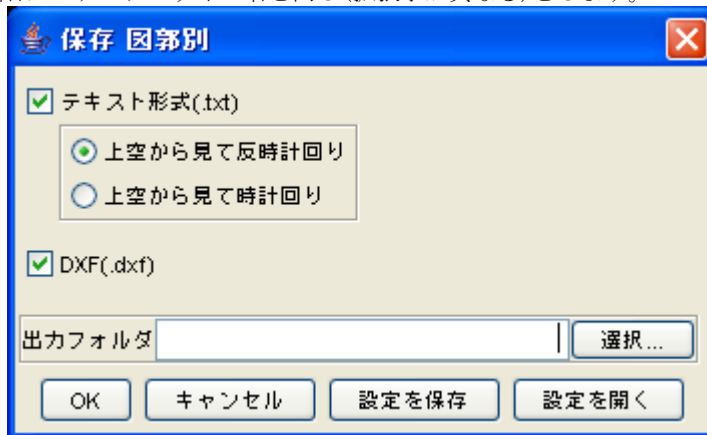 保存 図郭別
テキスト形式(.txt)
上空から見て反時計回り
上空から見て時計回り
DXF(.dxf)
出力フォルダ 選択...
OK キャンセル 設定を保存 設定を開く